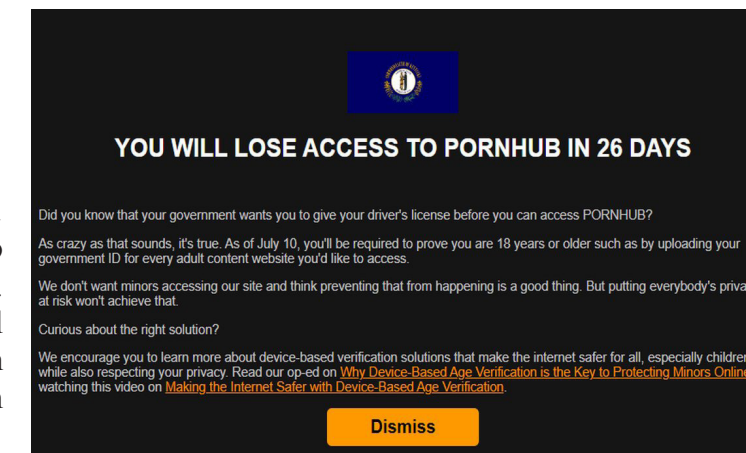 YOU WILL LOSE ACCESS TO PORNHUB IN 26 DAYS
Did you know that your government wants you to give your driver's license before you can access PORNHUB?
As crazy as that sounds, it's true. As of July 10, you'll be required to prove you are 18 years or older such as by uploading your
government ID for every adult content website you'd like to access.
We don't want minors accessing our site and think preventing that from happening is a good thing. But putting everybody's
at risk won't achieve that.
Curious about the right solution?
We encourage you to learn more about device-based verification solutions that make the internet safer for all, especially
while also respecting your privacy. Read our op-ed on Why Device-Based Age Verification is the Key to Protecting Minors
watching this video on Making the Internet Safer with Device-Based Age Verification.
Dismiss